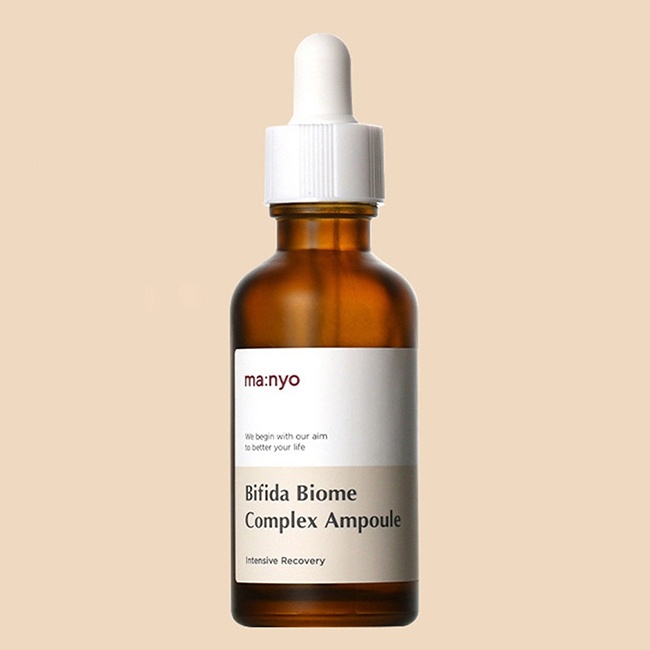 ma:nyo
We begin with our aim
to better your life
Bifida Biome
Complex Ampoule
Intensive Recovery